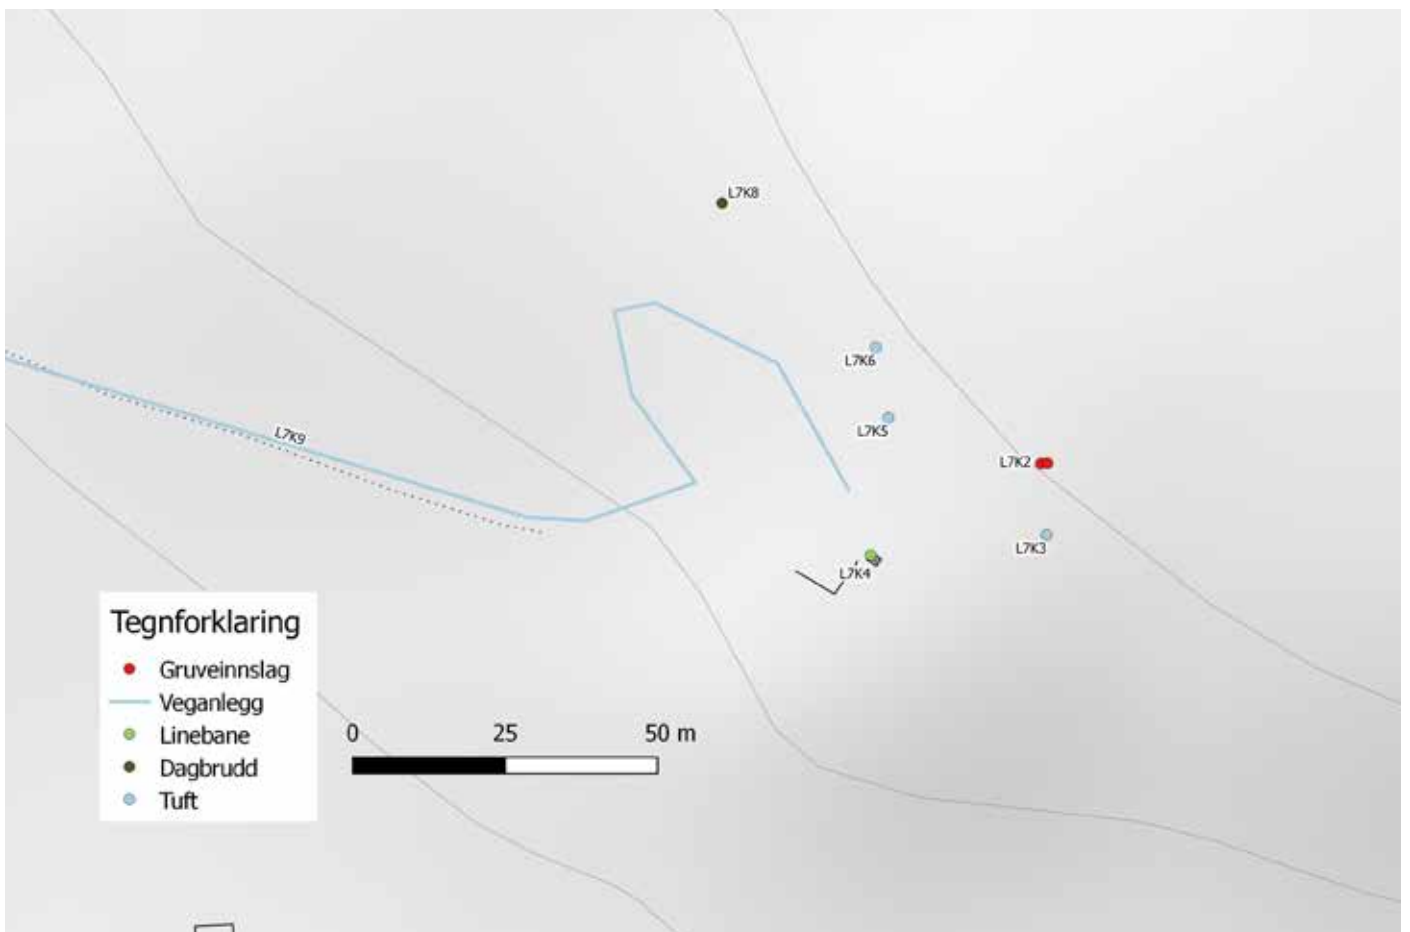 L7K8
L7K6
L7K5
L7K9
L7K2
L7K3
L7K4
Tegnforklaring
Gruveinnslag
Veganlegg
Linebane
Dagbrudd
Tuft
0 25 50 m